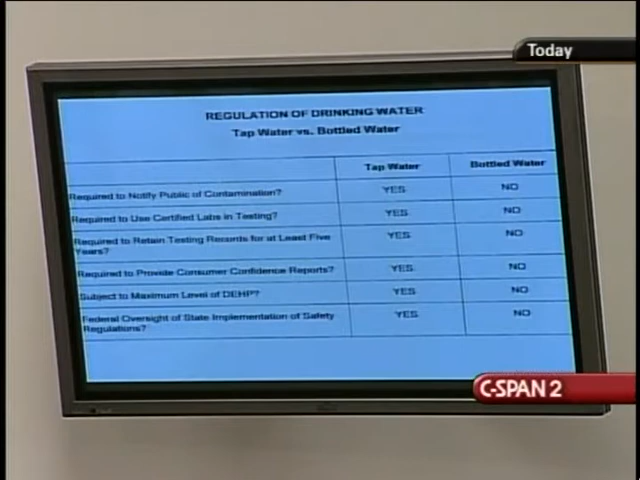 Today
REGULATION OF DRINKING WATER
Tap Water vs. Bottled Water
Tap Water Bottled Water
Required to Notify Public of Contamination? YES NO
Required to Use Certified Labs in Testing? YES NO
Required to Retain Testing Records for at Least Five YES NO
Years?
Required to Provide Consumer Confidence Reports? YES NO
Subject to Maximum Level of DEHP? YES NO
Federal Oversight of State Implementation of Safety YES NO
Regulations?
C-SPAN 2